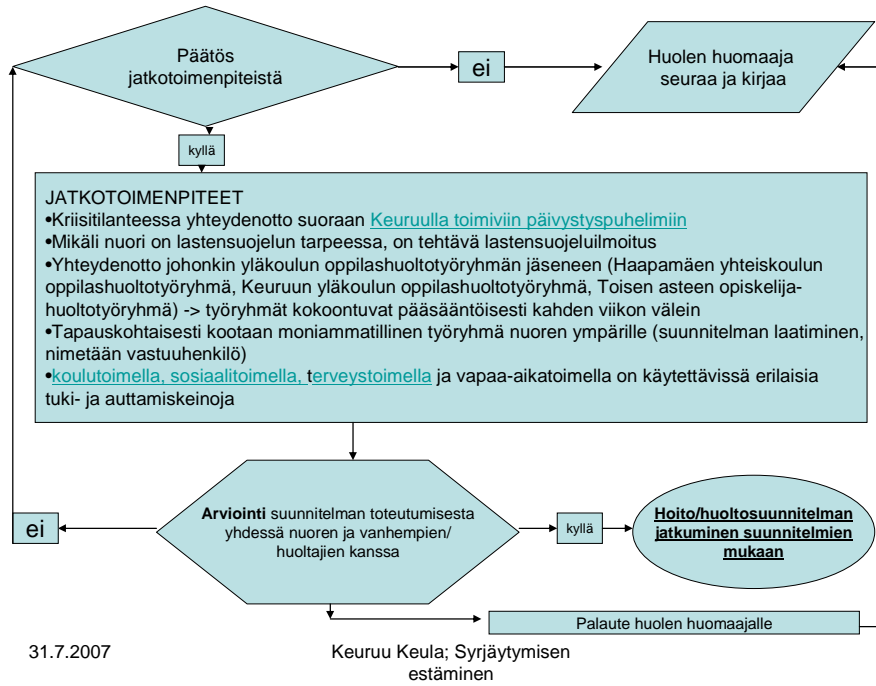 Päätös
jatkotoimenpiteistä
ei
Huolen huomaaja
seuraa ja kirjaa
kyllä
JATKOTOIMENPITEET
•Kriisitilanteessa yhteydenotto suoraan Keuruulla toimiviin päivystyspuhelimiin
•Mikäli nuori on lastensuojelun tarpeessa, on tehtävä lastensuojeluilmoitus
•Yhteydenotto johonkin yläkoulun oppilashuoltotyöryhmän jäseneen (Haapamäen yhteiskoulun
oppilashuoltotyöryhmä, Keuruun yläkoulun oppilashuoltotyöryhmä, Toisen asteen opiskelija-
huoltotyöryhmä) -> työryhmät kokoontuvat pääsääntöisesti kahden viikon välein
•Tapauskohtaisesti kootaan moniammatillinen työryhmä nuoren ympärille (suunnitelman laatiminen,
nimetään vastuuhenkilö)
•koulutoimella, sosiaalitoimella, terveystoimella ja vapaa-aikatoimella on käytettävissä erilaisia
tuki- ja auttamiskeinoja
ei
Arviointi suunnitelman toteutumisesta
yhdessä nuoren ja vanhempien/
huoltajien kanssa
kyllä
Hoito/huoltosuunnitelman
jatkuminen suunnitelmien
mukaan
Palaute huolen huomaajalle
31.7.2007
Keuruu Keula; Syrjäytymisen
estäminen